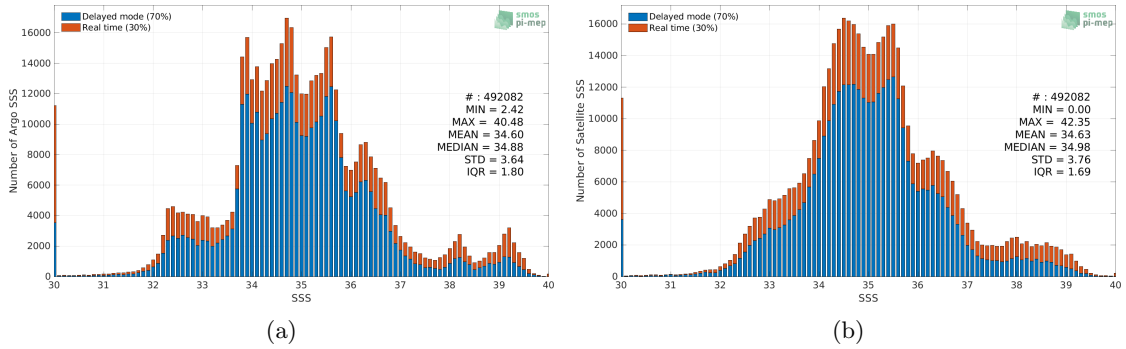 Delayed mode (70%)
Real time (30%)
smos
pi-mep
# : 492082
MIN = 2.42
MAX = 40.48
MEAN = 34.60
MEDIAN = 34.88
STD = 3.64
IQR = 1.80
Number of Argo SSS
16000
14000
12000
10000
8000
6000
4000
2000
0
30 31 32 33 34 35 36 37 38 39 40
SSS
(a)
Delayed mode (70%)
Real time (30%)
smos
pi-mep
# : 492082
MIN = 0.00
MAX = 42.35
MEAN = 34.63
MEDIAN = 34.98
STD = 3.76
IQR = 1.69
Number of Satellite SSS
16000
14000
12000
10000
8000
6000
4000
2000
0
30 31 32 33 34 35 36 37 38 39 40
SSS
(b)